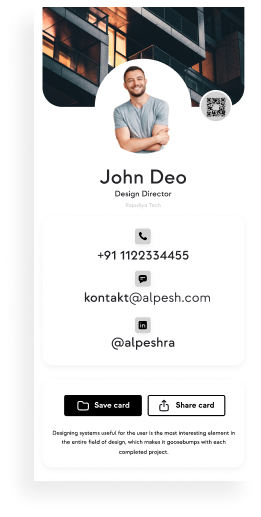 John Deo
Design Director
+91 1122334455
kontakt@alpesh.com
in
@alpeshra
Save card
Share card
Designing systems useful for the user is the most interesting element in
the entire field of design, which makes it goosebumps with each
completed project.